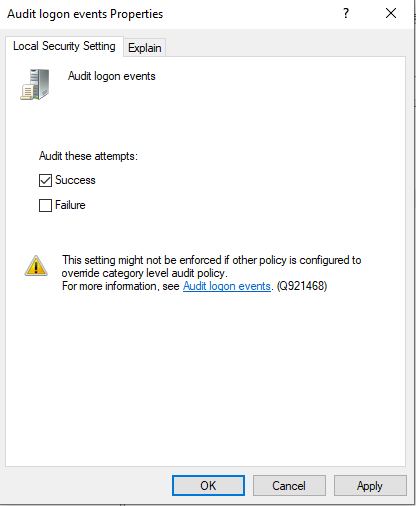 Audit logon events Properties
?
Local Security Setting
Explain
Audit logon events
Audit these attempts:
Success
Failure
This setting might not be enforced if other policy is configured to
override category level audit policy.
For more information, see Audit logon events. (Q921468)
OK
Cancel
Apply